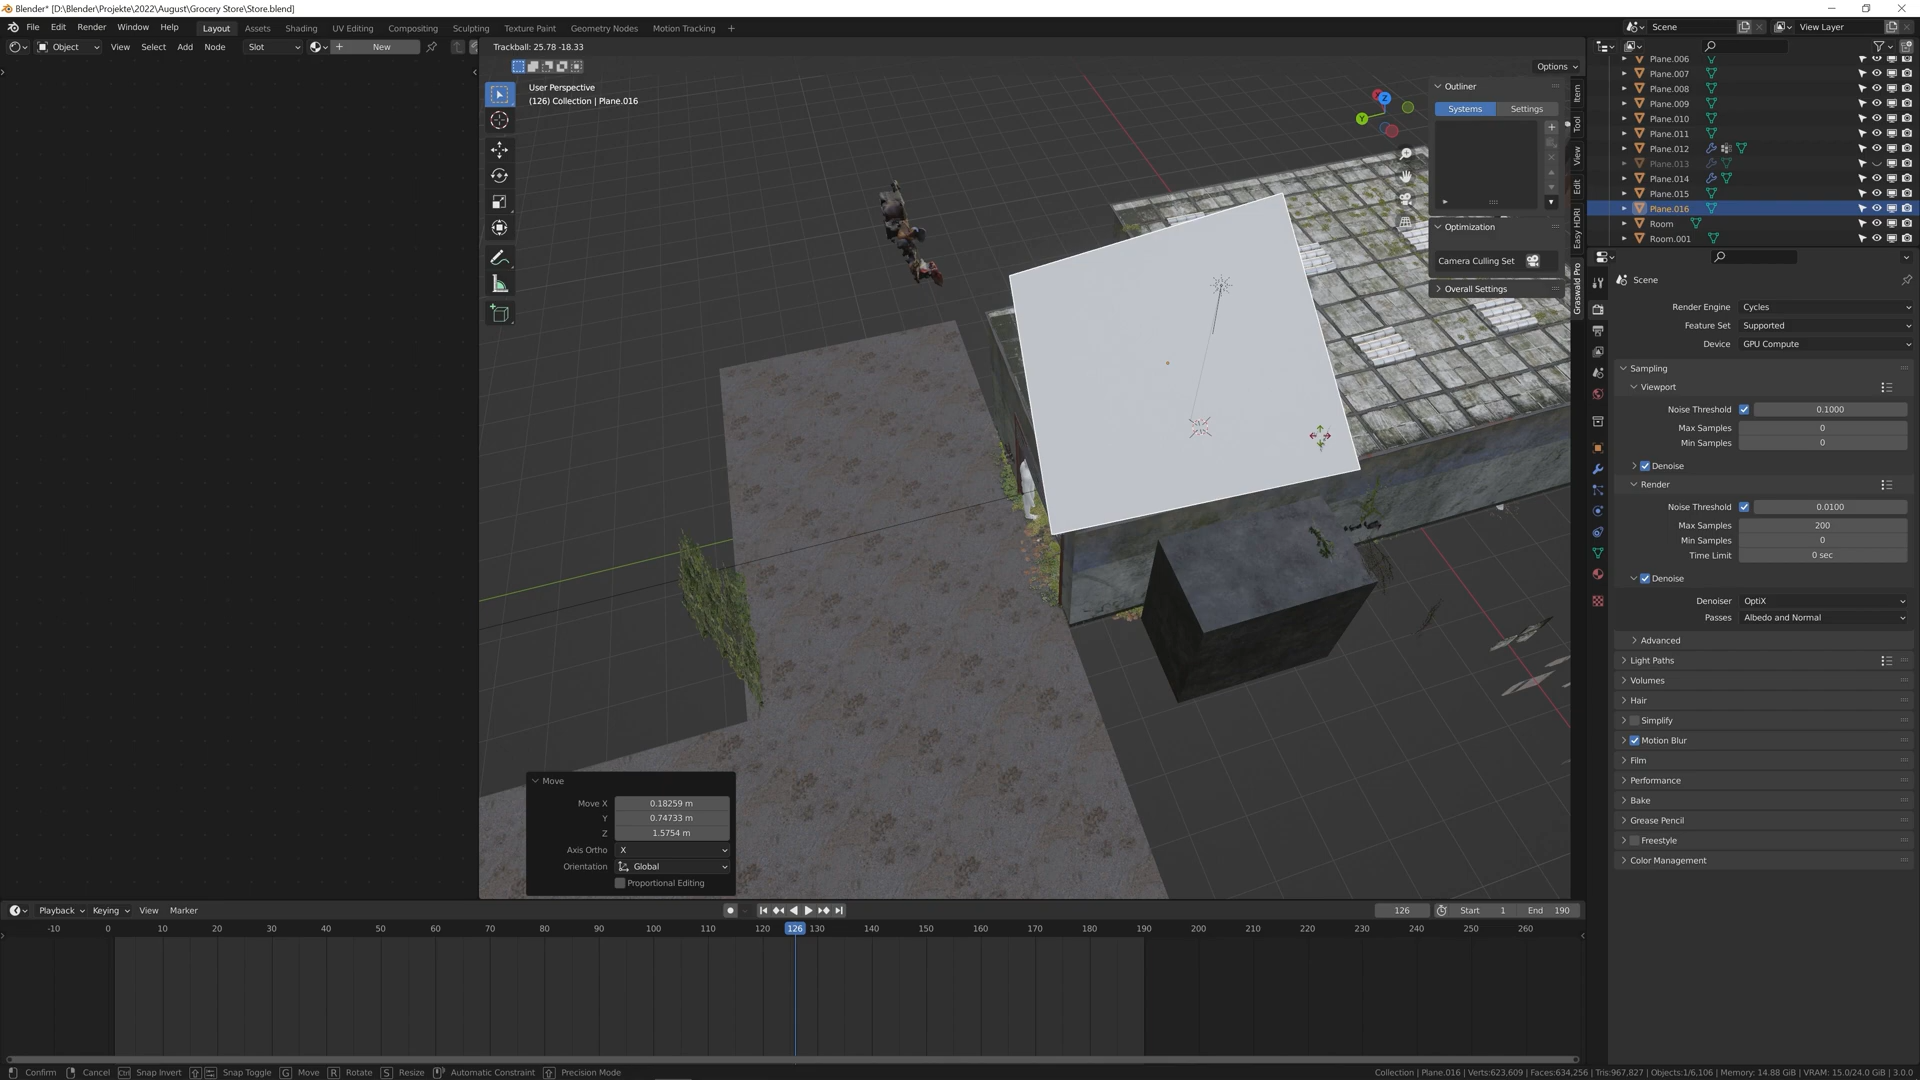 Blender* [D:\Blender\Projekte\2022\August\Grocery Store\Store.blend]
File Edit Render Window Help Layout Assets Shading UV Editing Compositing Sculpting Texture Paint Geometry Nodes Motion Tracking + Scene View Layer
Object View Select Add Node Slot New
Trackball: 25.78 -18.33
Options
User Perspective
(126) Collection | Plane.016
Outliner
Systems Settings
Optimization
Camera Culling Set
Overall Settings
Item
Tool
View
Edit
Easy HDRI
Graswald Pro
X
Y
Z
Plane.006
Plane.007
Plane.008
Plane.009
Plane.010
Plane.011
Plane.012
Plane.013
Plane.014
Plane.015
Plane.016
Room
Room.001
Scene
Render Engine Cycles
Feature Set Supported
Device GPU Compute
Sampling
Viewport
Noise Threshold 0.1000
Max Samples 0
Min Samples 0
Denoise
Render
Noise Threshold 0.0100
Max Samples 200
Min Samples 0
Time Limit 0 sec
Denoise
Denoiser OptiX
Passes Albedo and Normal
Advanced
Light Paths
Volumes
Hair
Simplify
Motion Blur
Film
Performance
Bake
Grease Pencil
Freestyle
Color Management
Move
Move X 0.18259 m
Y 0.74733 m
Z 1.5754 m
Axis Ortho X
Orientation Global
Proportional Editing
Playback Keying View Marker 126 Start 1 End 190
-10 0 10 20 30 40 50 60 70 80 90 100 110 120 126 130 140 150 160 170 180 190 200 210 220 230 240 250 260
Confirm Cancel Ctrl Snap Invert Snap Toggle G Move R Rotate S Resize Automatic Constraint Precision Mode Collection | Plane.016 | Verts:623,609 | Faces:634,256 | Tris:967,827 | Objects:1/6,106 | Memory: 14.88 GiB | VRAM: 15.0/24.0 GiB | 3.0.0